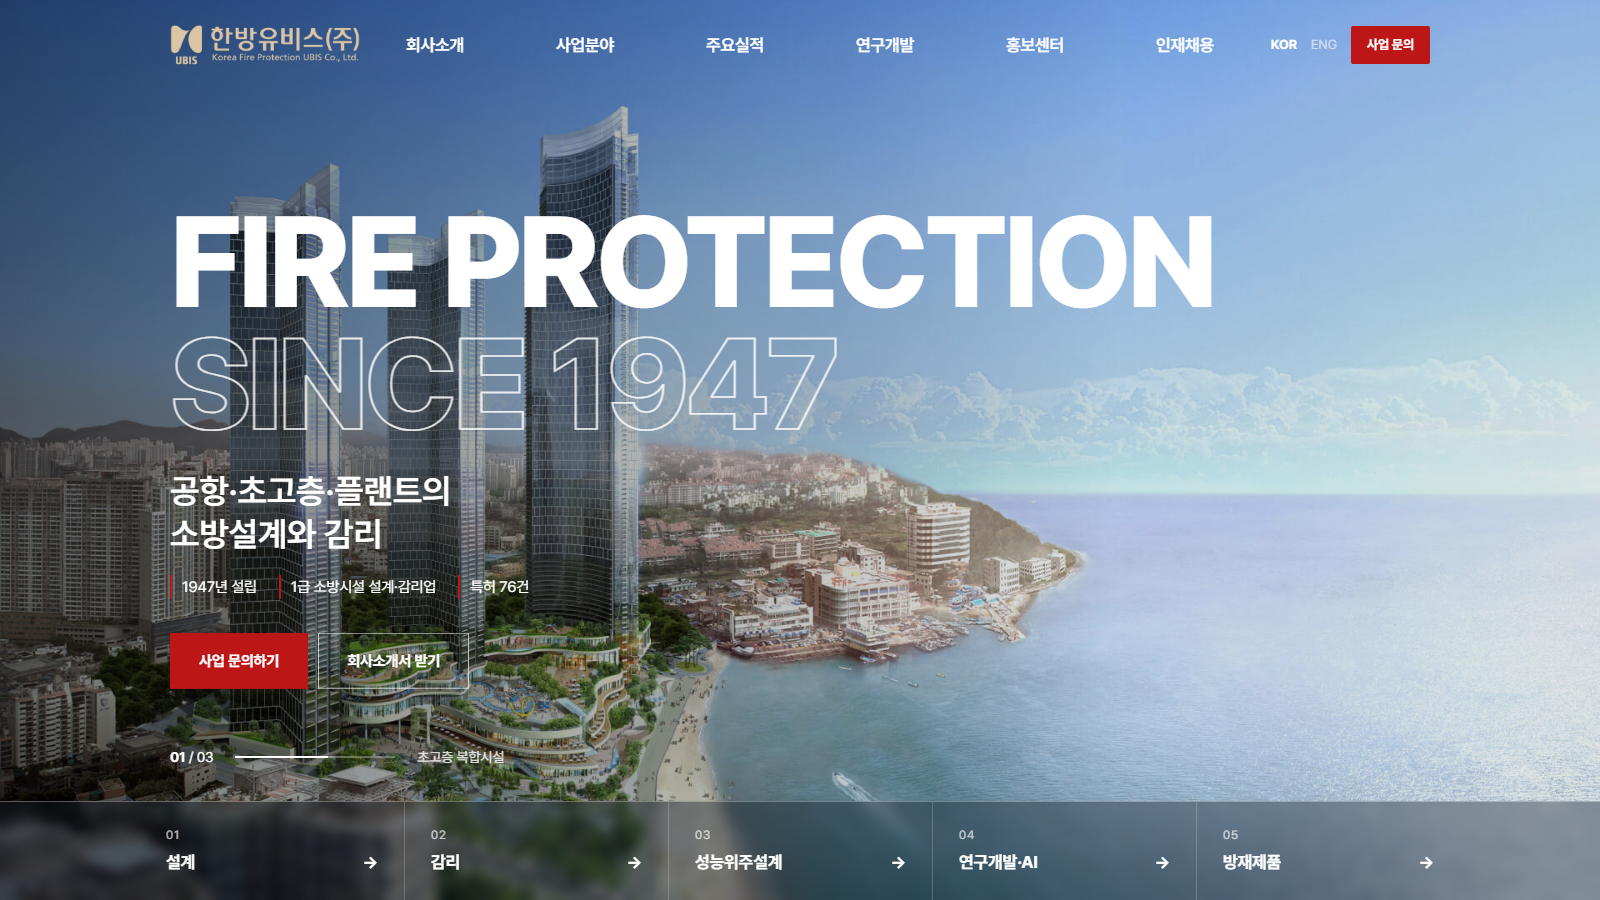 한방유비스(주)
UBIS
Korea Fire Protection UBIS Co., Ltd.
회사소개
사업분야
주요실적
연구개발
홍보센터
인재채용
KOR ENG
사업 문의
FIRE PROTECTION
SINCE 1947
공항·초고층·플랜트의
소방설계와 감리
1947년 설립
1급 소방시설 설계·감리업
특허 76건
사업 문의하기
회사소개서 받기
01 / 03
초고층 복합시설
01
설계
02
감리
03
성능위주설계
04
연구개발·AI
05
방재제품